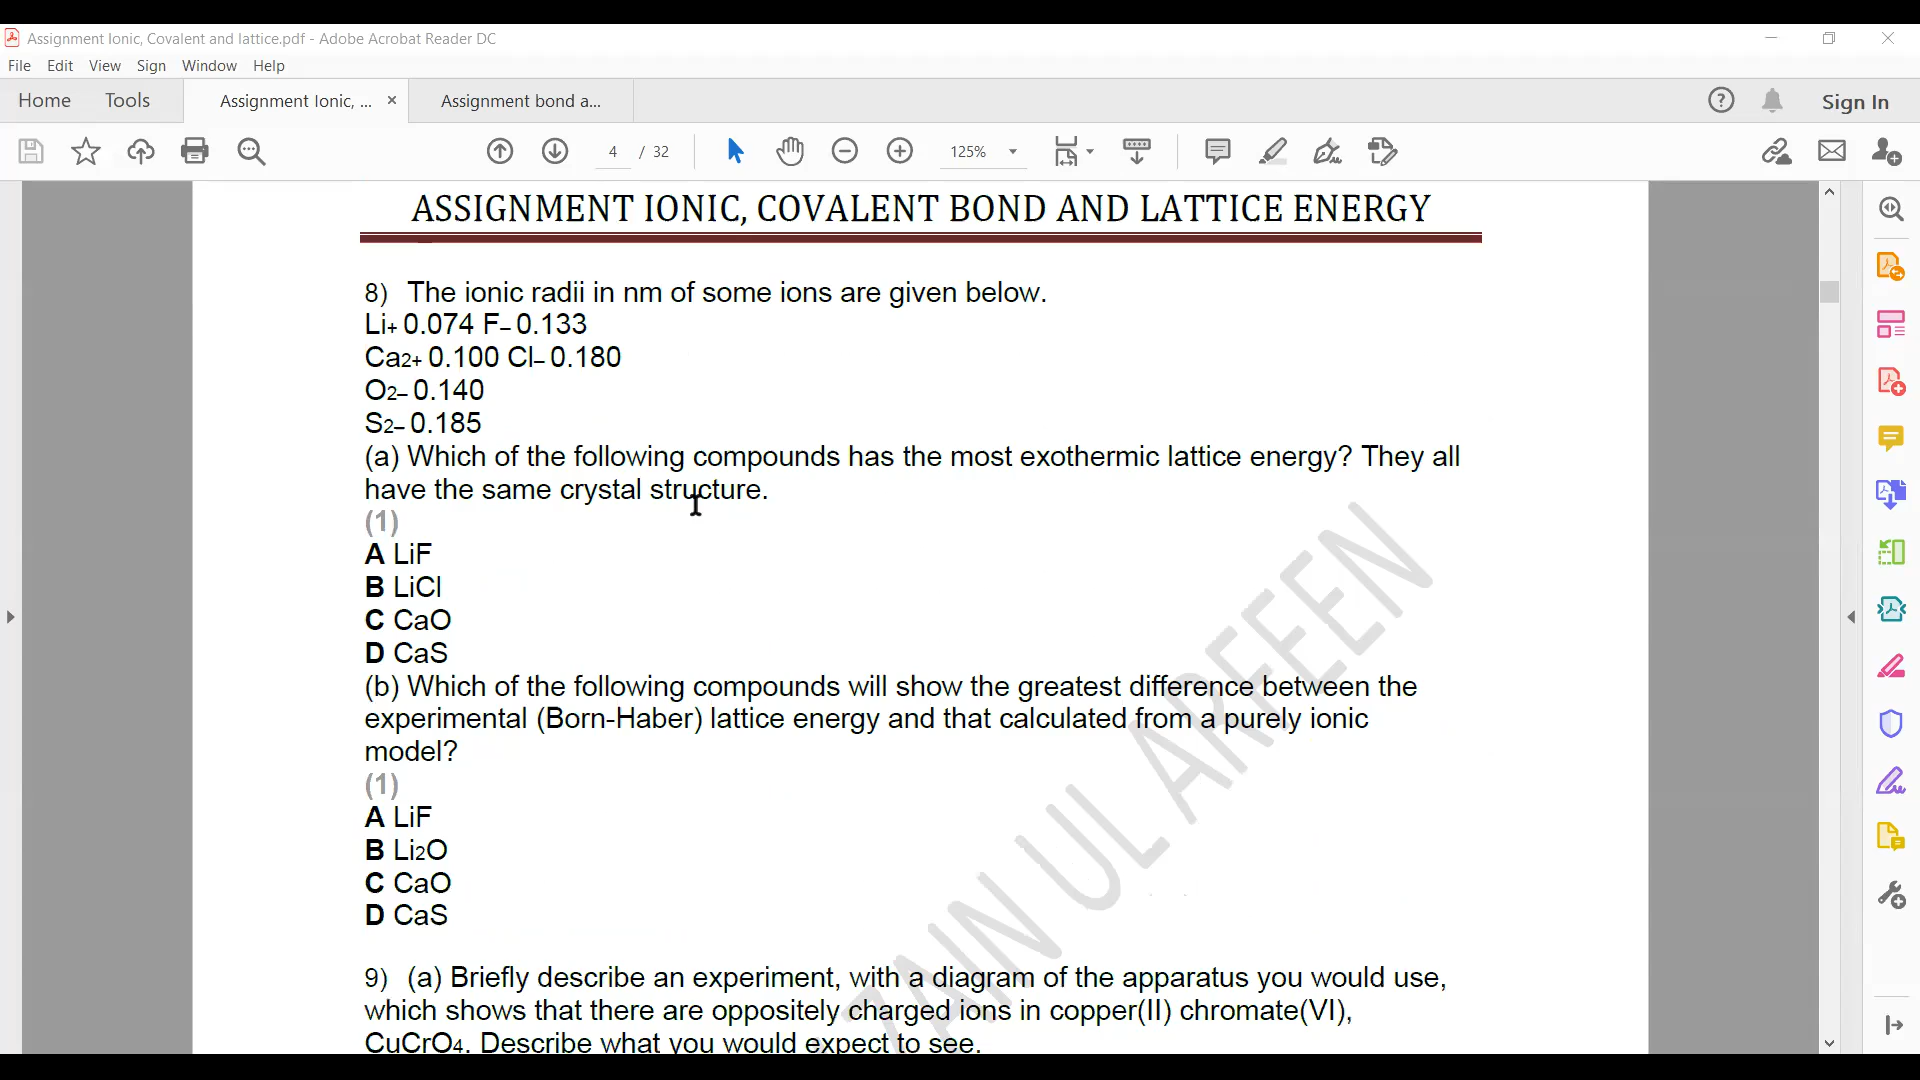 Assignment Ionic, Covalent and lattice.pdf - Adobe Acrobat Reader DC
File Edit View Sign Window Help
Home Tools Assignment Ionic, ... × Assignment bond a... Sign In
4 / 32 125%
ASSIGNMENT IONIC, COVALENT BOND AND LATTICE ENERGY
8) The ionic radii in nm of some ions are given below.
Li+ 0.074 F– 0.133
Ca2+ 0.100 Cl– 0.180
O2– 0.140
S2– 0.185
(a) Which of the following compounds has the most exothermic lattice energy? They all
have the same crystal structure.
(1)
A LiF
B LiCl
C CaO
D CaS
(b) Which of the following compounds will show the greatest difference between the
experimental (Born-Haber) lattice energy and that calculated from a purely ionic
model?
(1)
A LiF
B Li2O
C CaO
D CaS
9) (a) Briefly describe an experiment, with a diagram of the apparatus you would use,
which shows that there are oppositely charged ions in copper(II) chromate(VI),
CuCrO4. Describe what you would expect to see.
ZAIN UL ARFEEN